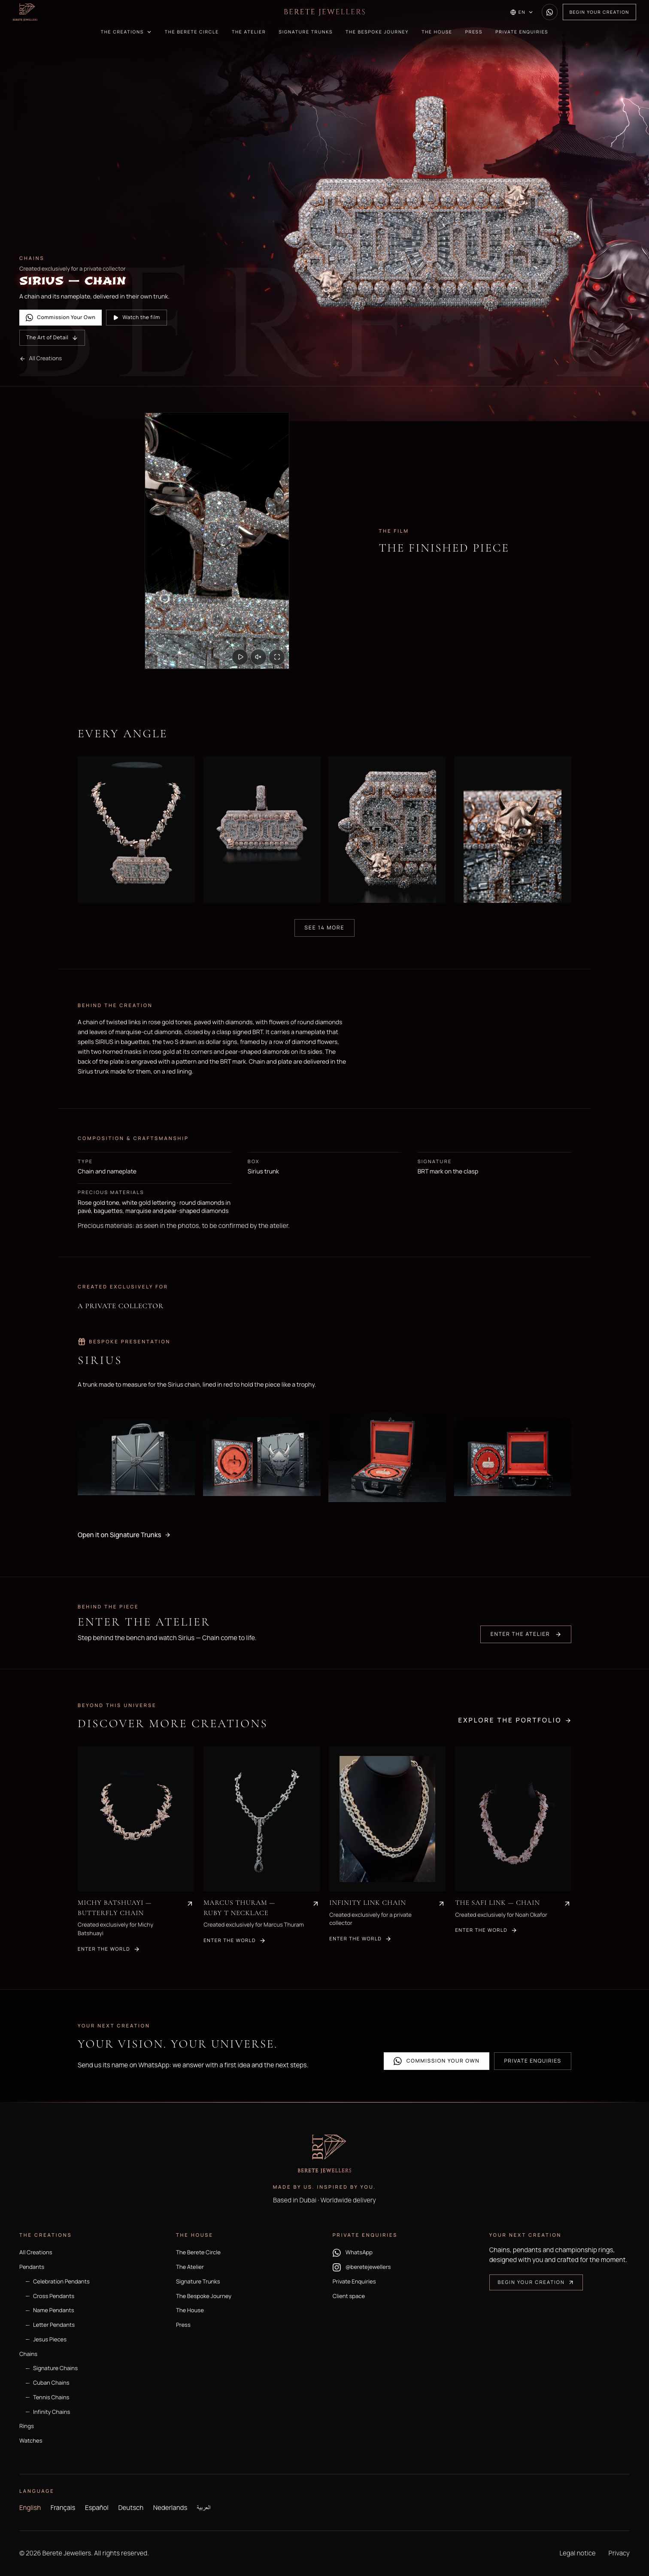 BERETE JEWELLERS
BERETE JEWELLERS
EN
BEGIN YOUR CREATION
THE CREATIONS
THE BERETE CIRCLE
THE ATELIER
SIGNATURE TRUNKS
THE BESPOKE JOURNEY
THE HOUSE
PRESS
PRIVATE ENQUIRIES
BERETE
CHAINS
Created exclusively for a private collector
SIRIUS — CHAIN
A chain and its nameplate, delivered in their own trunk.
Commission Your Own
Watch the film
The Art of Detail
All Creations
THE FILM
THE FINISHED PIECE
EVERY ANGLE
SEE 14 MORE
BEHIND THE CREATION
A chain of twisted links in rose gold tones, paved with diamonds, with flowers of round diamonds
and leaves of marquise-cut diamonds, closed by a clasp signed BRT. It carries a nameplate that
spells SIRIUS in baguettes, the two S drawn as dollar signs, framed by a row of diamond flowers,
with two horned masks in rose gold at its corners and pear-shaped diamonds on its sides. The
back of the plate is engraved with a pattern and the BRT mark. Chain and plate are delivered in the
Sirius trunk made for them, on a red lining.
COMPOSITION & CRAFTSMANSHIP
TYPE
Chain and nameplate
BOX
Sirius trunk
SIGNATURE
BRT mark on the clasp
PRECIOUS MATERIALS
Rose gold tone, white gold lettering · round diamonds in
pavé, baguettes, marquise and pear-shaped diamonds
Precious materials: as seen in the photos, to be confirmed by the atelier.
CREATED EXCLUSIVELY FOR
A PRIVATE COLLECTOR
BESPOKE PRESENTATION
SIRIUS
A trunk made to measure for the Sirius chain, lined in red to hold the piece like a trophy.
Open it on Signature Trunks
BEHIND THE PIECE
ENTER THE ATELIER
Step behind the bench and watch Sirius — Chain come to life.
ENTER THE ATELIER
BEYOND THIS UNIVERSE
DISCOVER MORE CREATIONS
EXPLORE THE PORTFOLIO
MICHY BATSHUAYI —
BUTTERFLY CHAIN
Created exclusively for Michy
Batshuayi
ENTER THE WORLD
MARCUS THURAM —
RUBY T NECKLACE
Created exclusively for Marcus Thuram
ENTER THE WORLD
INFINITY LINK CHAIN
Created exclusively for a private
collector
ENTER THE WORLD
THE SAFI LINK — CHAIN
Created exclusively for Noah Okafor
ENTER THE WORLD
YOUR NEXT CREATION
YOUR VISION. YOUR UNIVERSE.
Send us its name on WhatsApp: we answer with a first idea and the next steps.
COMMISSION YOUR OWN
PRIVATE ENQUIRIES
BRT
BERETE JEWELLERS
MADE BY US. INSPIRED BY YOU.
Based in Dubai · Worldwide delivery
THE CREATIONS
All Creations
Pendants
— Celebration Pendants
— Cross Pendants
— Name Pendants
— Letter Pendants
— Jesus Pieces
Chains
— Signature Chains
— Cuban Chains
— Tennis Chains
— Infinity Chains
Rings
Watches
THE HOUSE
The Berete Circle
The Atelier
Signature Trunks
The Bespoke Journey
The House
Press
PRIVATE ENQUIRIES
WhatsApp
@beretejewellers
Private Enquiries
Client space
YOUR NEXT CREATION
Chains, pendants and championship rings,
designed with you and crafted for the moment.
BEGIN YOUR CREATION
LANGUAGE
English
Français
Español
Deutsch
Nederlands
العربية
© 2026 Berete Jewellers. All rights reserved.
Legal notice
Privacy